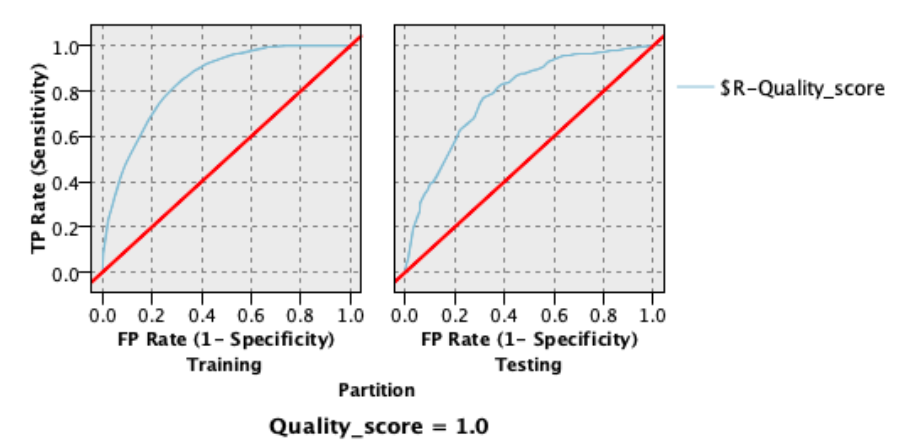 TP Rate (Sensitivity)
1.0
0.8
0.6
0.4
0.2
0.0
0.0 0.2 0.4 0.6 0.8 1.0
FP Rate (1- Specificity)
Training
0.0 0.2 0.4 0.6 0.8 1.0
FP Rate (1- Specificity)
Testing
Partition
Quality_score = 1.0
$R-Quality_score